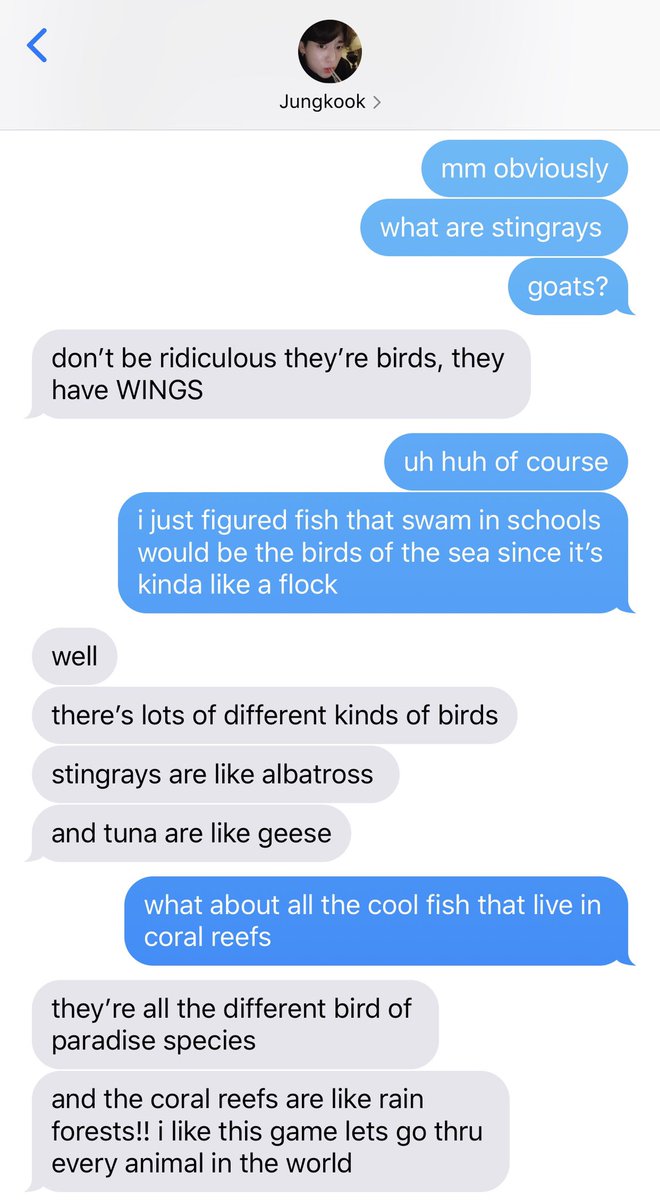 Jungkook
mm obviously
what are stingrays
goats?
don’t be ridiculous they’re birds, they
have WINGS
uh huh of course
i just figured fish that swam in schools
would be the birds of the sea since it’s
kinda like a flock
well
there’s lots of different kinds of birds
stingrays are like albatross
and tuna are like geese
what about all the cool fish that live in
coral reefs
they’re all the different bird of
paradise species
and the coral reefs are like rain
forests!! i like this game lets go thru
every animal in the world